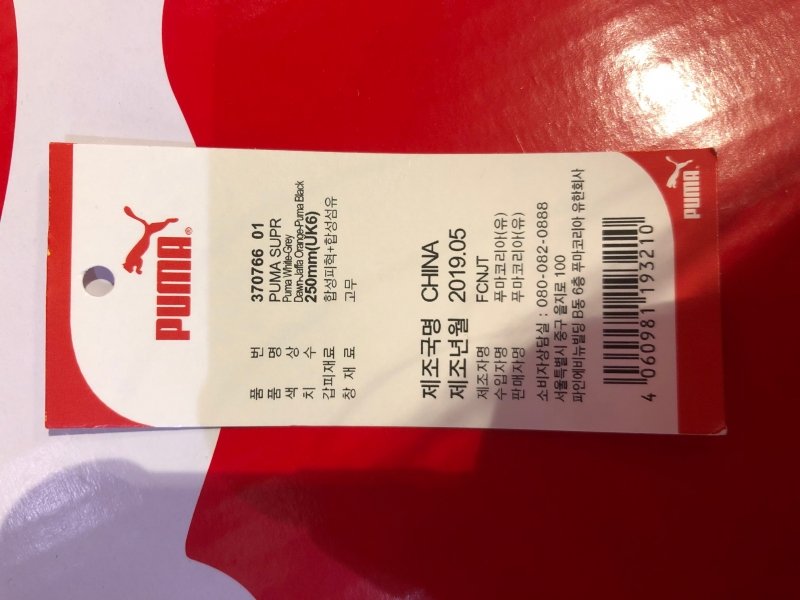 PUMA®
품 번 370766 01
품 명 PUMA SUPR
색 상 Puma White-Grey
Dawn-Jaffa Orange-Puma Black
치 수 250mm(UK6)
갑피재료 합성피혁+합성섬유
창 재 료 고무
제조국명 CHINA
제조년월 2019.05
제조자명 FCNJT
수입자명 푸마코리아(유)
판매자명 푸마코리아(유)
소비자상담실 : 080-082-0888
서울특별시 중구 을지로 100
파인에비뉴빌딩 B동 6층 푸마코리아 유한회사
4 060981 193210
PUMA